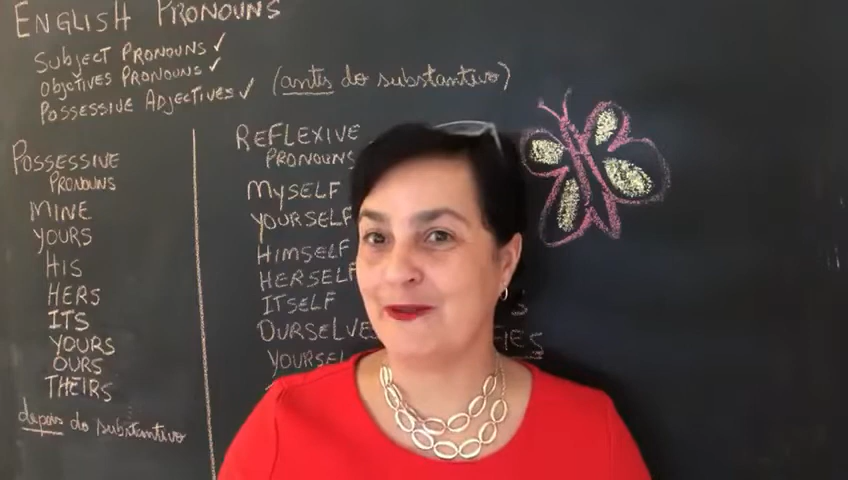 ENGLISH PRONOUNS
SUBJECT PRONOUNS ✓
OBJECTIVES PRONOUNS ✓
POSSESSIVE ADJECTIVES ✓ (antes do substantivo)
POSSESSIVE
PRONOUNS
MINE
YOURS
HIS
HERS
ITS
YOURS
OURS
THEIRS
depois do substantivo
REFLEXIVE
PRONOUNS
MYSELF
YOURSELF
HIMSELF
HERSELF
ITSELF